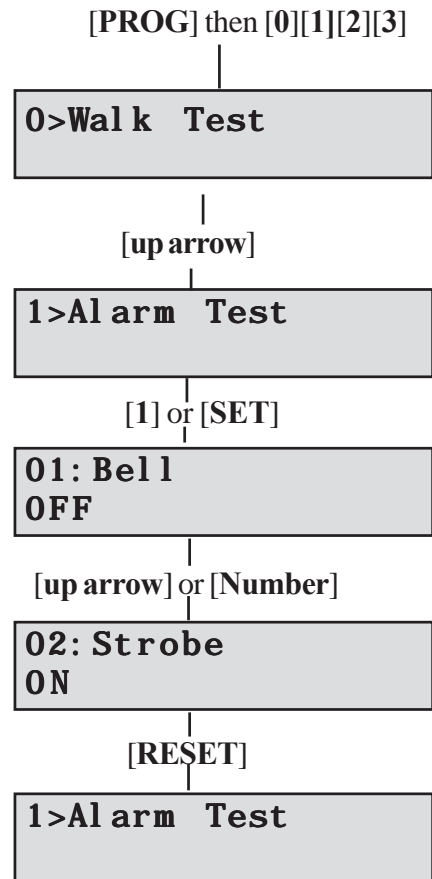 [PROG] then [0][1][2][3]
0>Walk Test
[up arrow]
1>Alarm Test
[1] or [SET]
01:Bell
OFF
[up arrow] or [Number]
02:Strobe
ON
[RESET]
1>Alarm Test